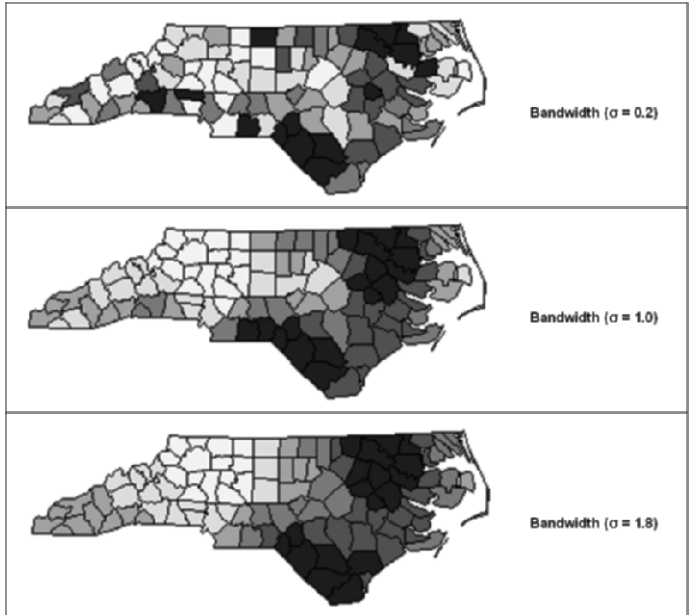 Bandwidth (σ = 0.2)
Bandwidth (σ = 1.0)
Bandwidth (σ = 1.8)